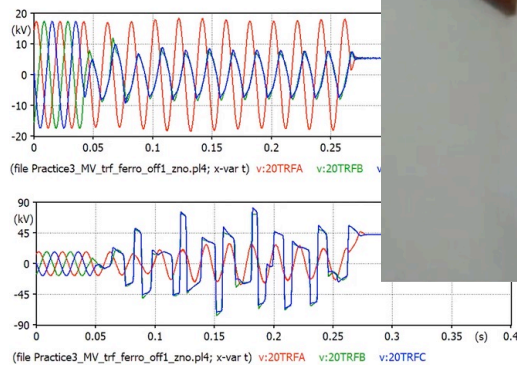 20
(kV)
10
0
-10
-20
0 0.05 0.1 0.15 0.2 0.25
(file Practice3_MV_trf_ferro_off1_zno.pl4; x-var t) v:20TRFA v:20TRFB
90
(kV)
45
0
-45
-90
0 0.05 0.1 0.15 0.2 0.25 0.3 0.35 (s) 0.4
(file Practice3_MV_trf_ferro_off1_zno.pl4; x-var t) v:20TRFA v:20TRFB v:20TRFC